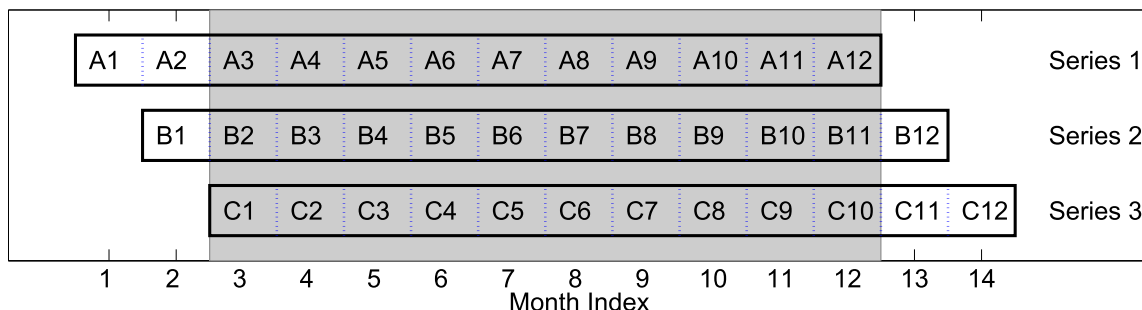 A1 A2 A3 A4 A5 A6 A7 A8 A9 A10 A11 A12 Series 1
B1 B2 B3 B4 B5 B6 B7 B8 B9 B10 B11 B12 Series 2
C1 C2 C3 C4 C5 C6 C7 C8 C9 C10 C11 C12 Series 3
1 2 3 4 5 6 7 8 9 10 11 12 13 14
Month Index